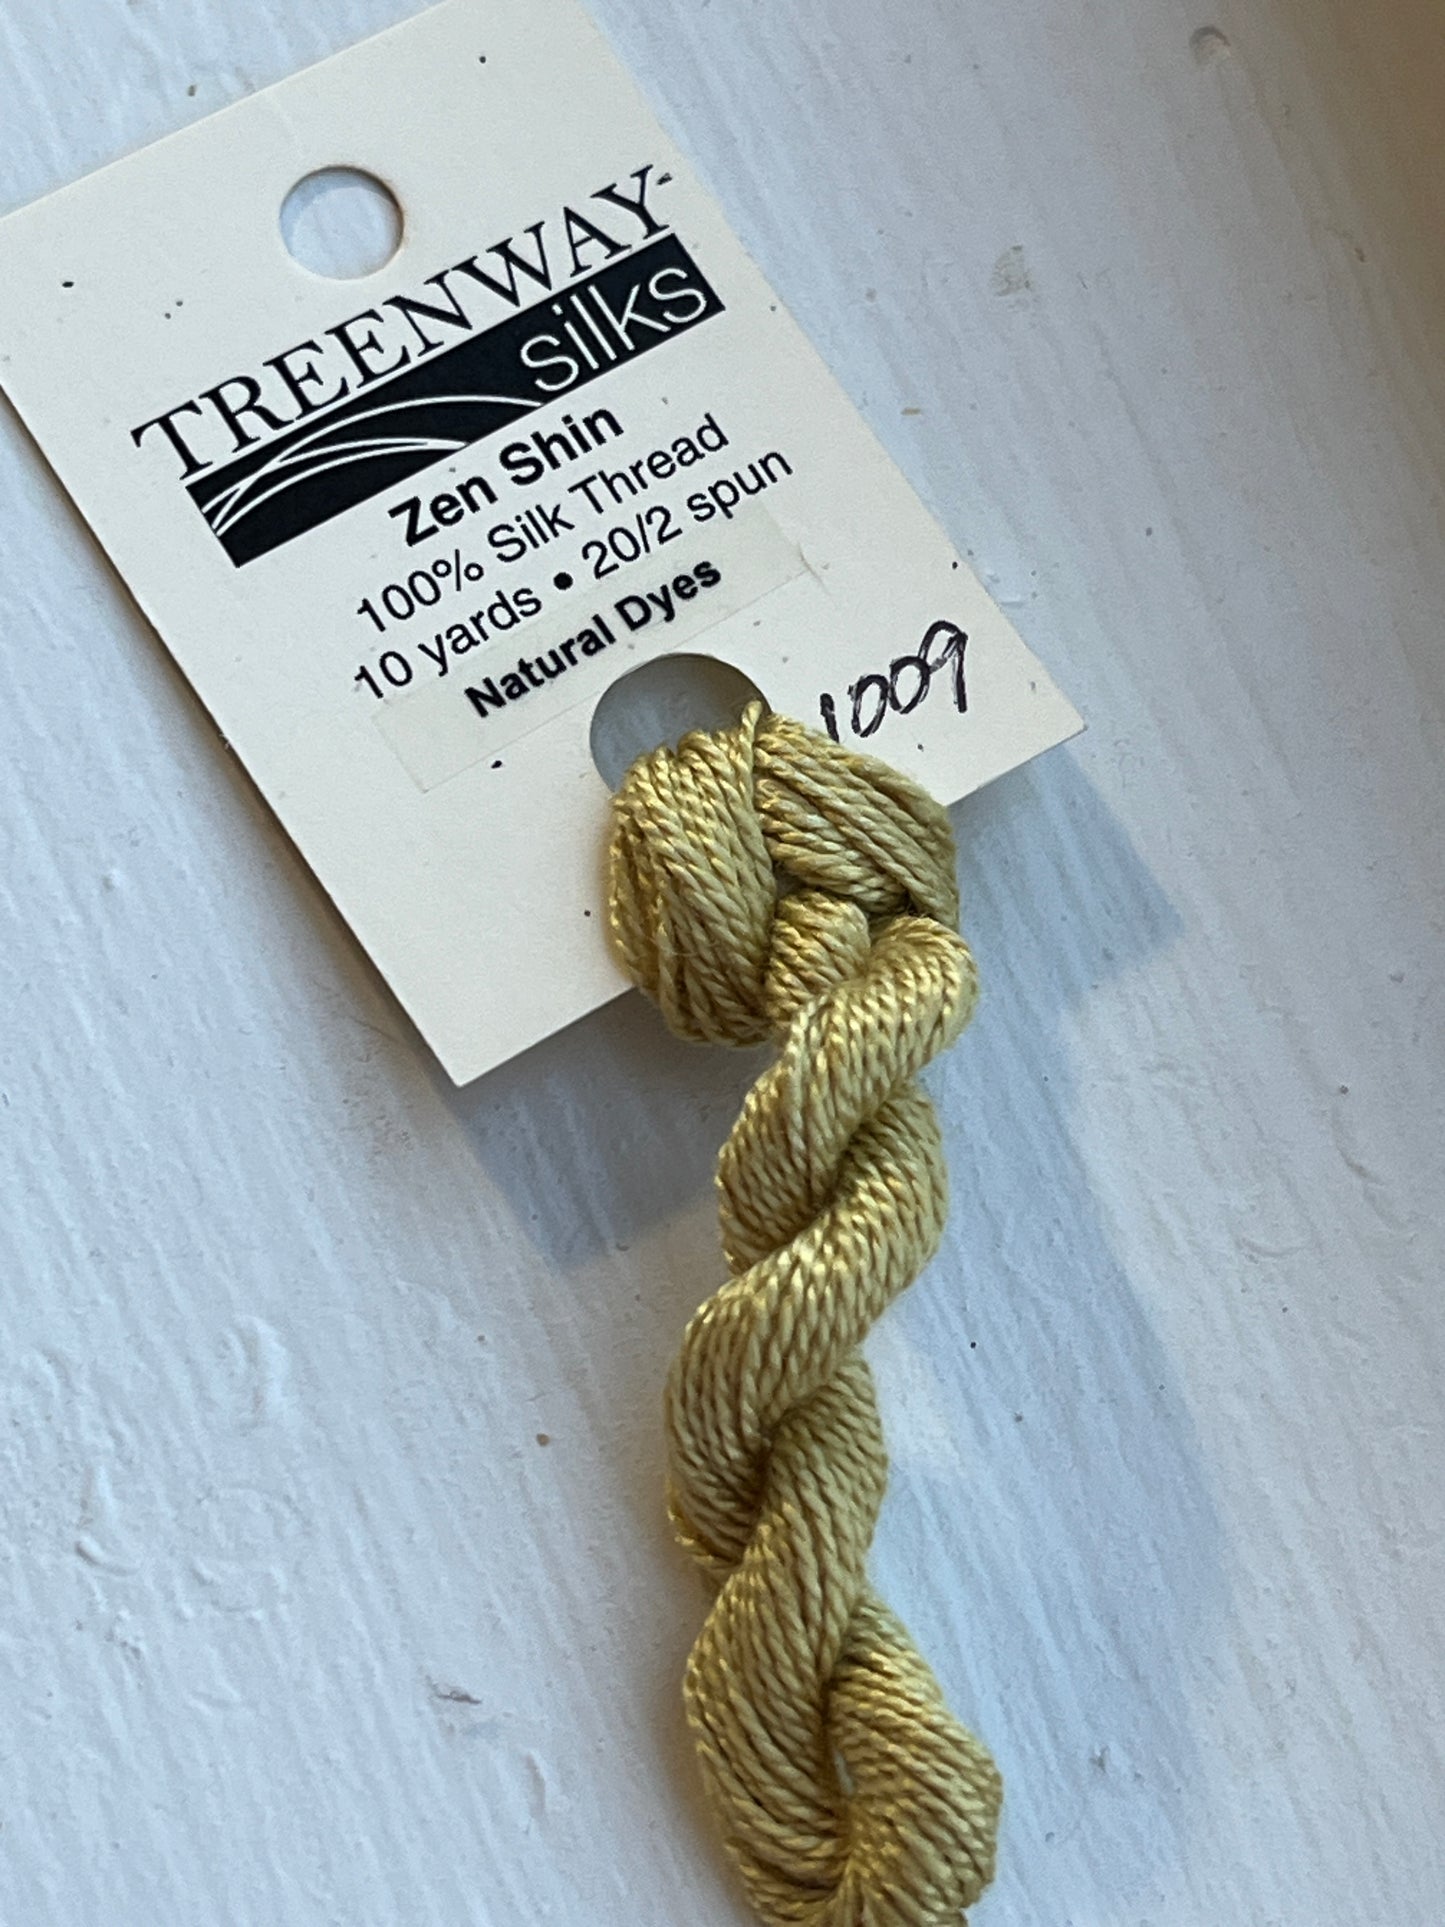 TREENWAY
silks
Zen Shin
100% Silk Thread
10 yards • 20/2 spun
Natural Dyes
1009